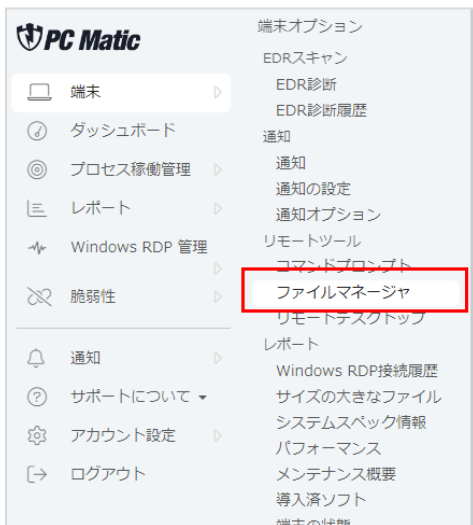 PC Matic
端末
ダッシュボード
プロセス稼働管理
レポート
Windows RDP 管理
脆弱性
通知
サポートについて
アカウント設定
ログアウト
端末オプション
EDRスキャン
EDR診断
EDR診断履歴
通知
通知
通知の設定
通知オプション
リモートツール
コマンドプロンプト
ファイルマネージャ
リモートデスクトップ
レポート
Windows RDP接続履歴
サイズの大きなファイル
システムスペック情報
パフォーマンス
メンテナンス概要
導入済ソフト
端末の状態